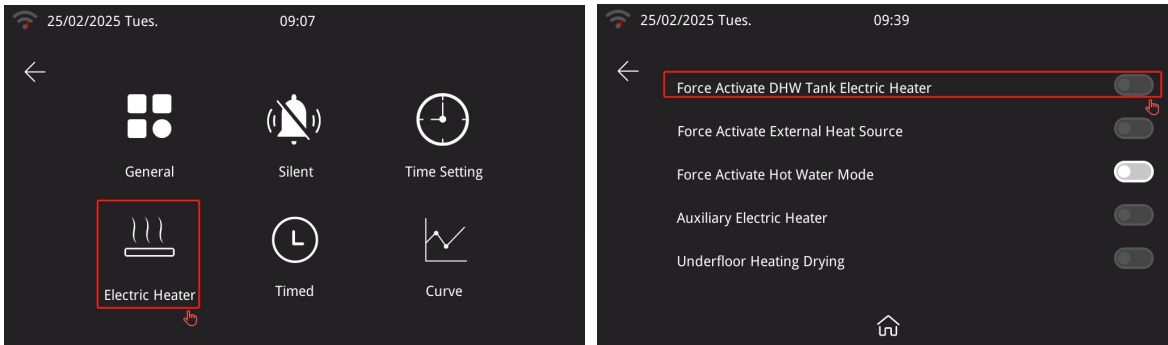 25/02/2025 Tues. 09:07
General Silent Time Setting
Electric Heater Timed Curve
25/02/2025 Tues. 09:39
Force Activate DHW Tank Electric Heater
Force Activate External Heat Source
Force Activate Hot Water Mode
Auxiliary Electric Heater
Underfloor Heating Drying